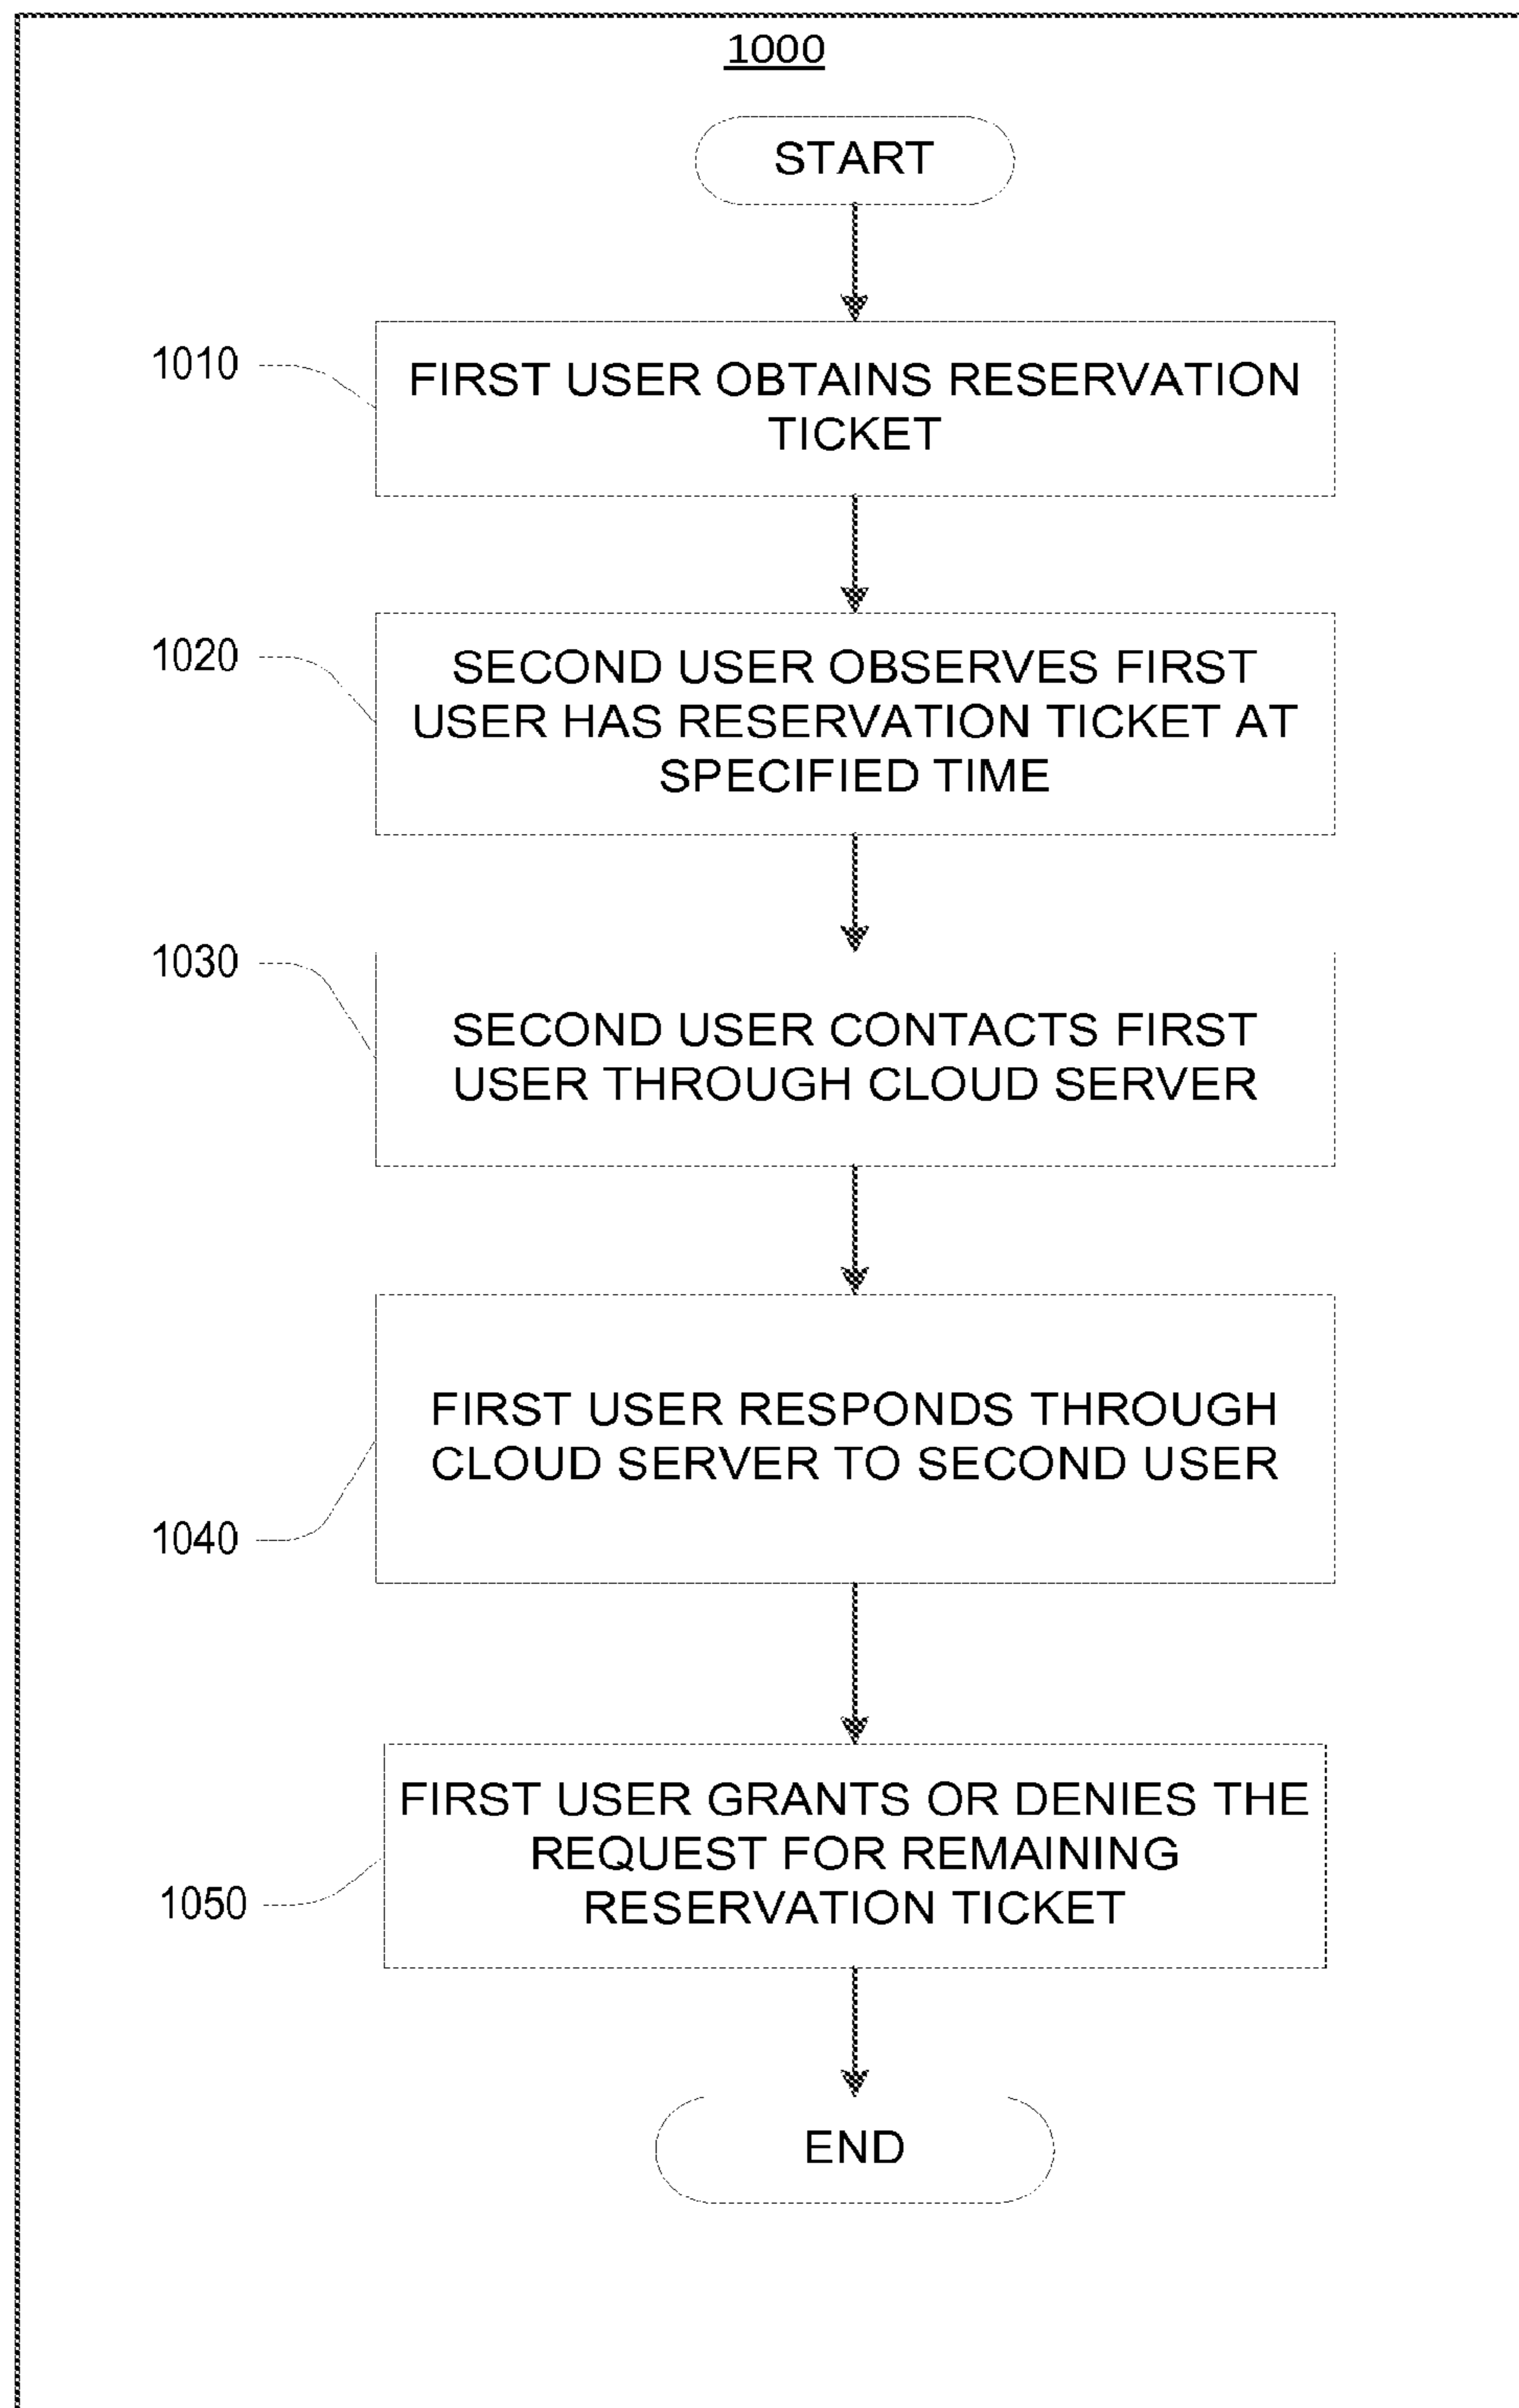 1000
START
1010
FIRST USER OBTAINS RESERVATION
TICKET
1020
SECOND USER OBSERVES FIRST
USER HAS RESERVATION TICKET AT
SPECIFIED TIME
1030
SECOND USER CONTACTS FIRST
USER THROUGH CLOUD SERVER
FIRST USER RESPONDS THROUGH
CLOUD SERVER TO SECOND USER
1040
FIRST USER GRANTS OR DENIES THE
REQUEST FOR REMAINING
RESERVATION TICKET
1050
END